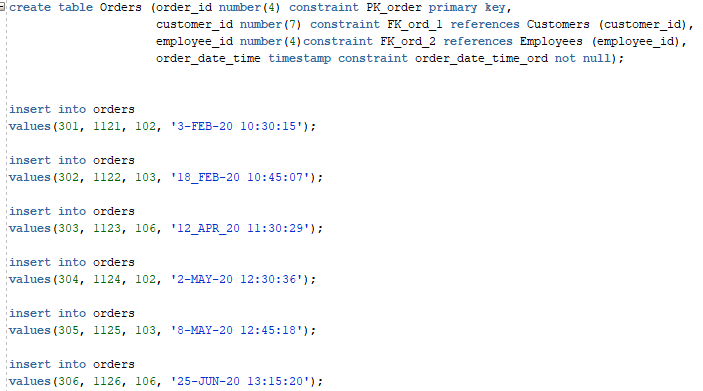 create table Orders (order_id number(4) constraint PK_order primary key,
customer_id number(7) constraint FK_ord_1 references Customers (customer_id),
employee_id number(4)constraint FK_ord_2 references Employees (employee_id),
order_date_time timestamp constraint order_date_time_ord not null);
insert into orders
values(301, 1121, 102, '3-FEB-20 10:30:15');
insert into orders
values(302, 1122, 103, '18_FEB-20 10:45:07');
insert into orders
values(303, 1123, 106, '12_APR_20 11:30:29');
insert into orders
values(304, 1124, 102, '2-MAY-20 12:30:36');
insert into orders
values(305, 1125, 103, '8-MAY-20 12:45:18');
insert into orders
values(306, 1126, 106, '25-JUN-20 13:15:20');